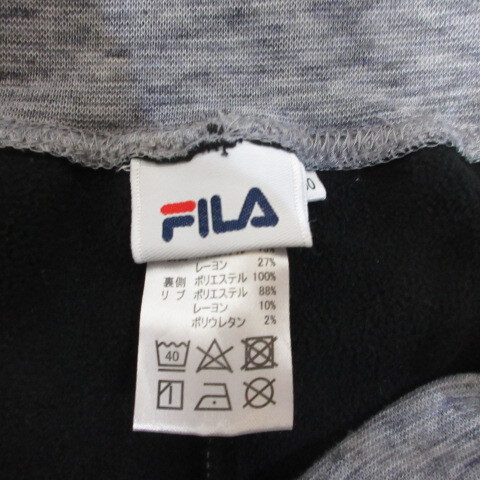 FILA
レーヨン 27%
裏側 ポリエステル 100%
リブ ポリエステル 88%
レーヨン 10%
ポリウレタン 2%
40